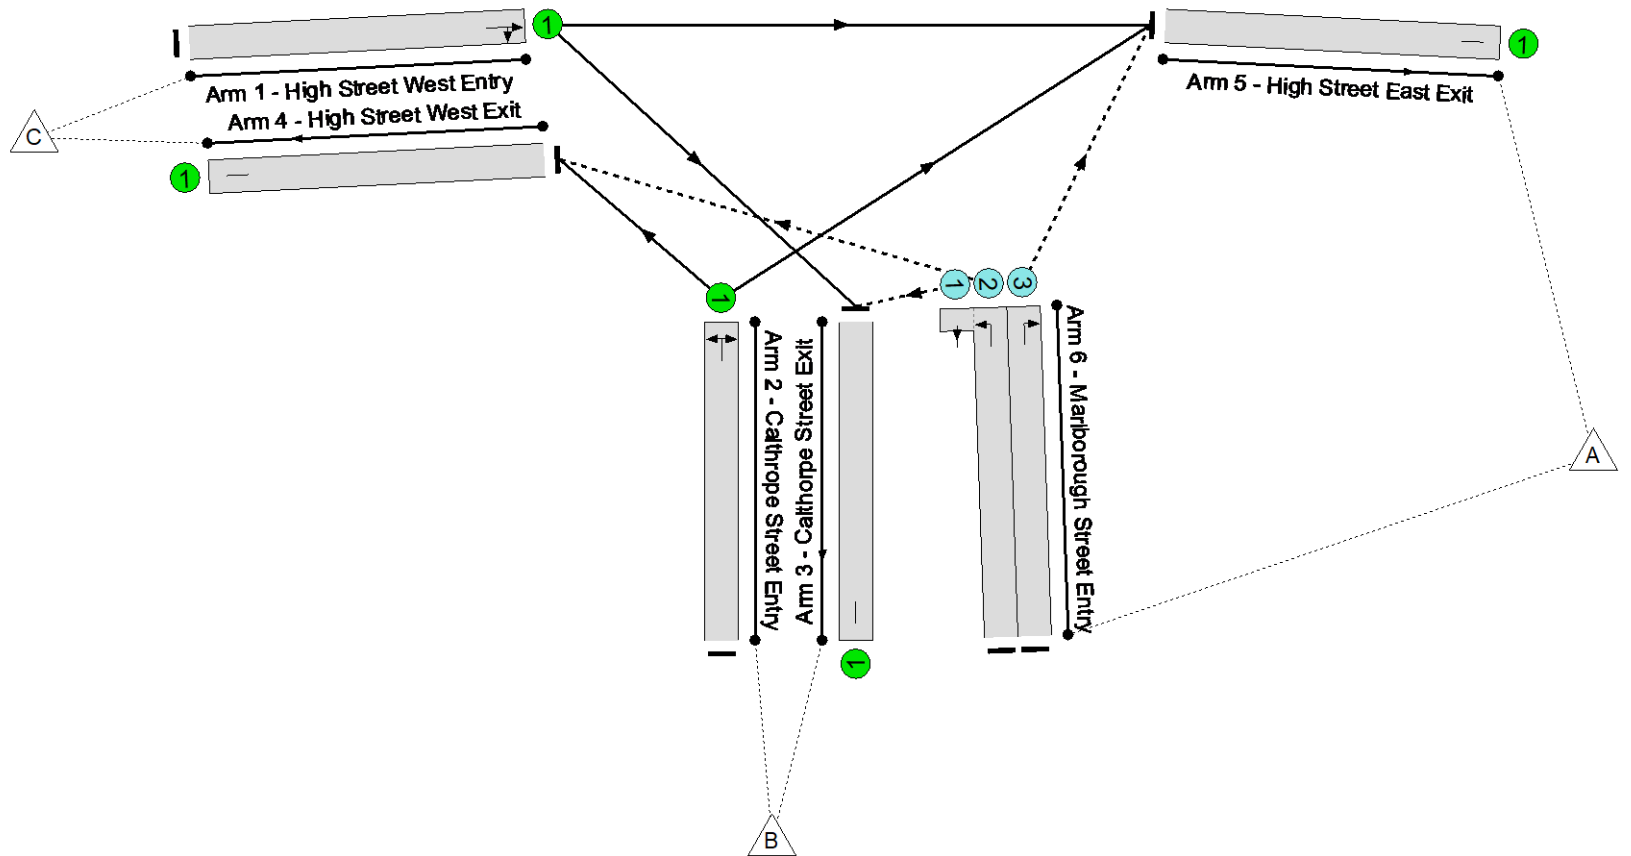 1
1
Arm 1 - High Street West Entry
Arm 5 - High Street East Exit
Arm 4 - High Street West Exit
C
1
1
1
2
3
Arm 2 - Calthrope Street Entry
Arm 3 - Calthorpe Street Exit
Arm 6 - Marlborough Street Entry
A
1
B